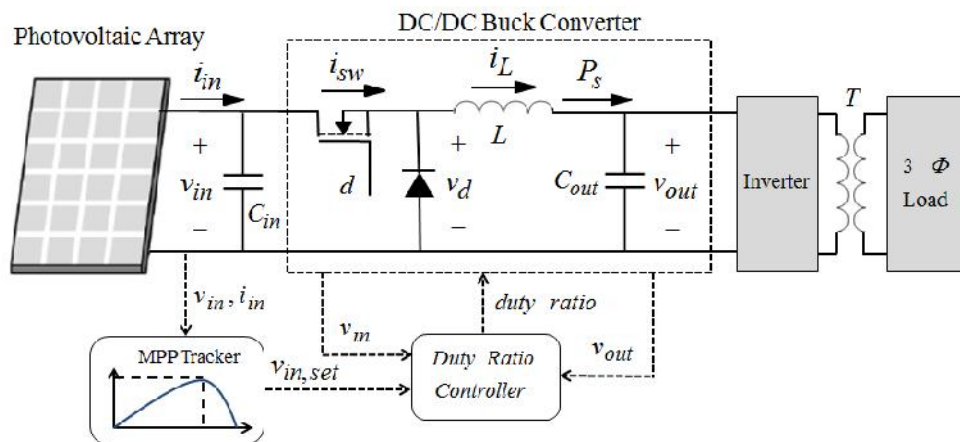 DC/DC Buck Converter
Photovoltaic Array
i_in
i_sw
i_L
P_s
T
+
v_in
−
C_in
d
+
v_d
−
L
C_out
+
v_out
−
Inverter
3 Φ
Load
v_in, i_in
duty ratio
v_in
v_out
MPP Tracker
v_in,set
Duty Ratio
Controller